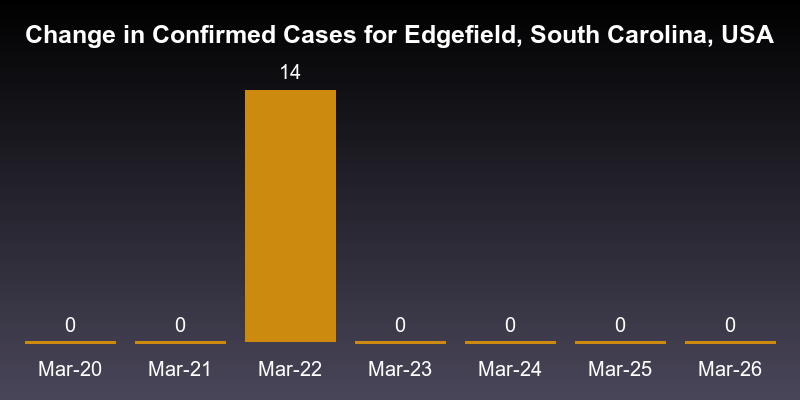 Change in Confirmed Cases for Edgefield, South Carolina, USA
14
0 0 0 0 0 0
Mar-20 Mar-21 Mar-22 Mar-23 Mar-24 Mar-25 Mar-26